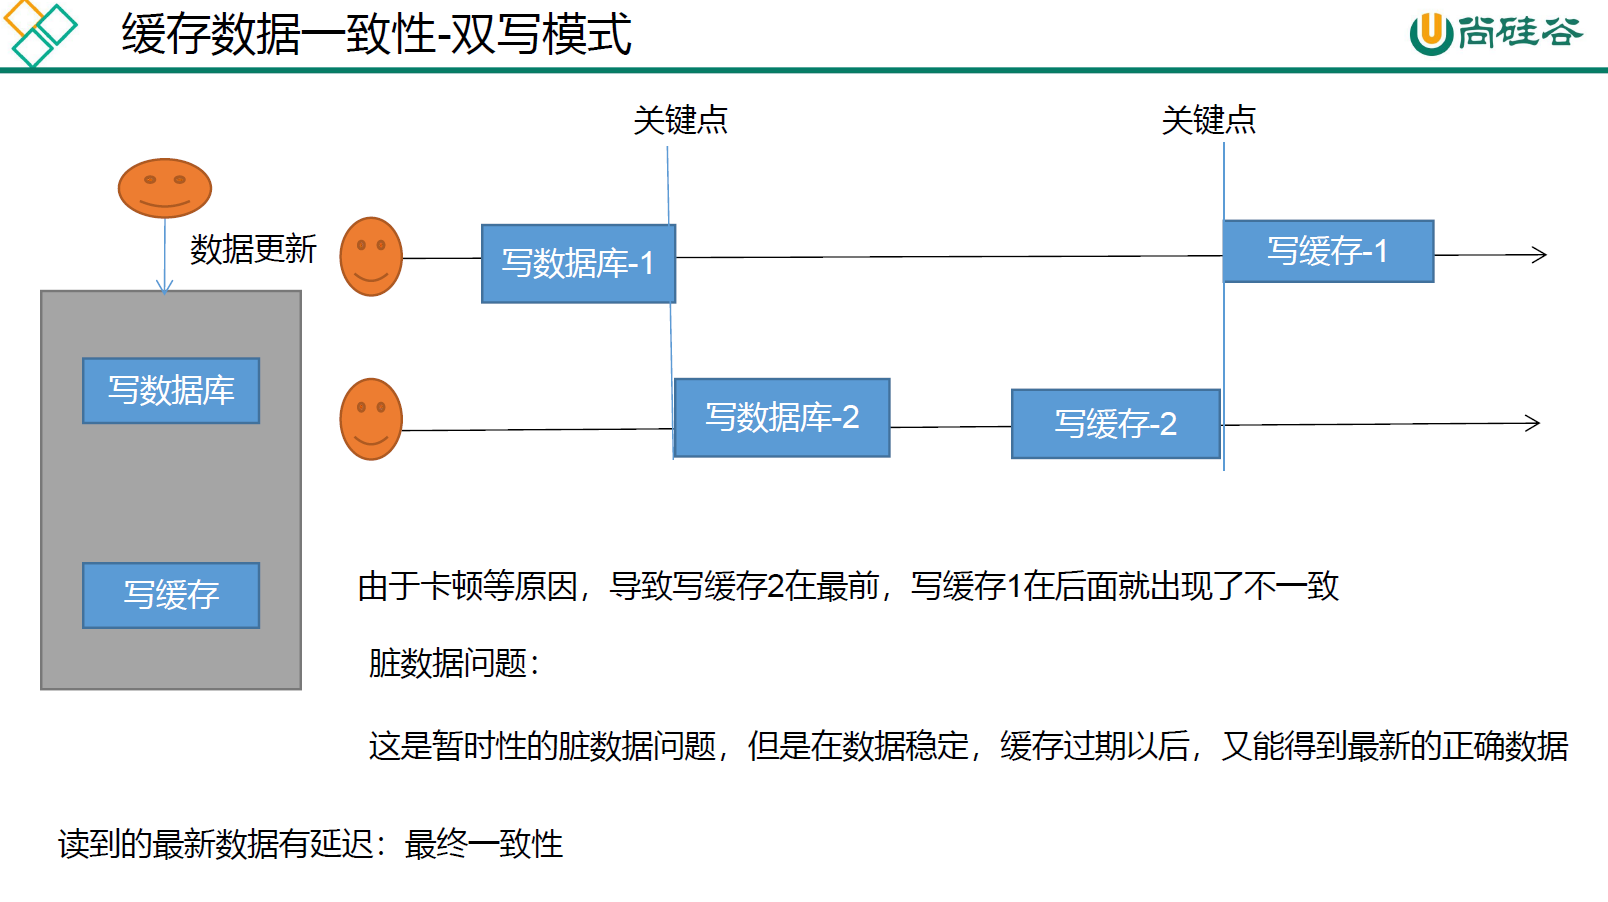 缓存数据一致性-双写模式
尚硅谷
关键点
关键点
数据更新
写数据库-1
写缓存-1
写数据库
写数据库-2
写缓存-2
写缓存
由于卡顿等原因，导致写缓存2在最前，写缓存1在后面就出现了不一致
脏数据问题：
这是暂时性的脏数据问题，但是在数据稳定，缓存过期以后，又能得到最新的正确数据
读到的最新数据有延迟：最终一致性